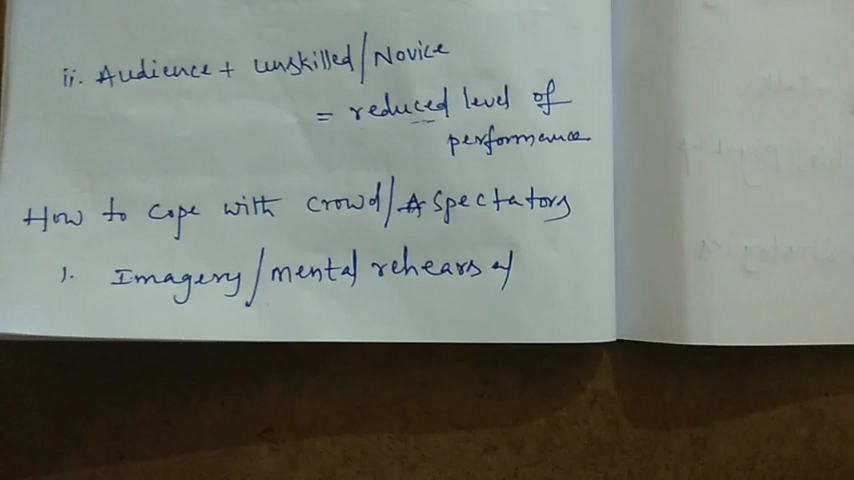 ii. Audience + unskilled/Novice
= reduced level of
performance
How to cope with crowd/Spectators
1. Imagery/mental rehearsal